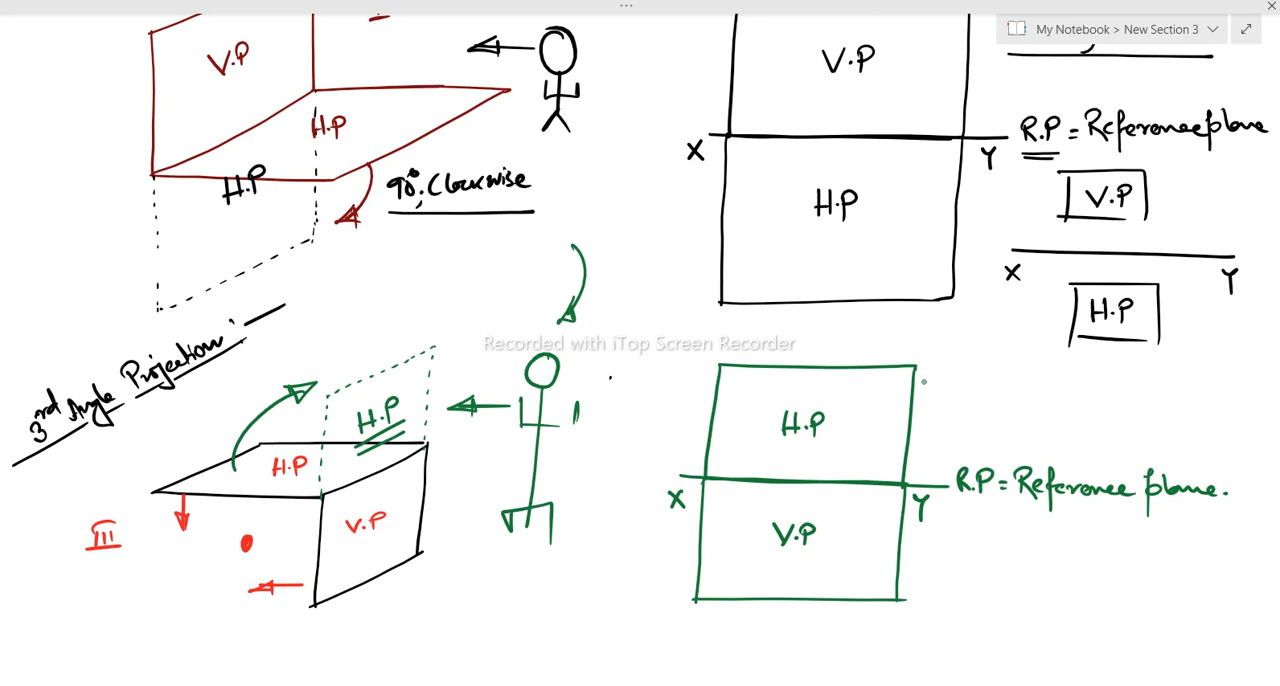 ...
×
My Notebook > New Section 3
V.P
H.P
H.P
90°, Clockwise
V.P
X
Y
H.P
R.P = Reference plane
V.P
X
Y
H.P
Recorded with iTop Screen Recorder
3rd Angle Projection:
H.P
H.P
V.P
III
H.P
X
Y
V.P
R.P = Reference plane.